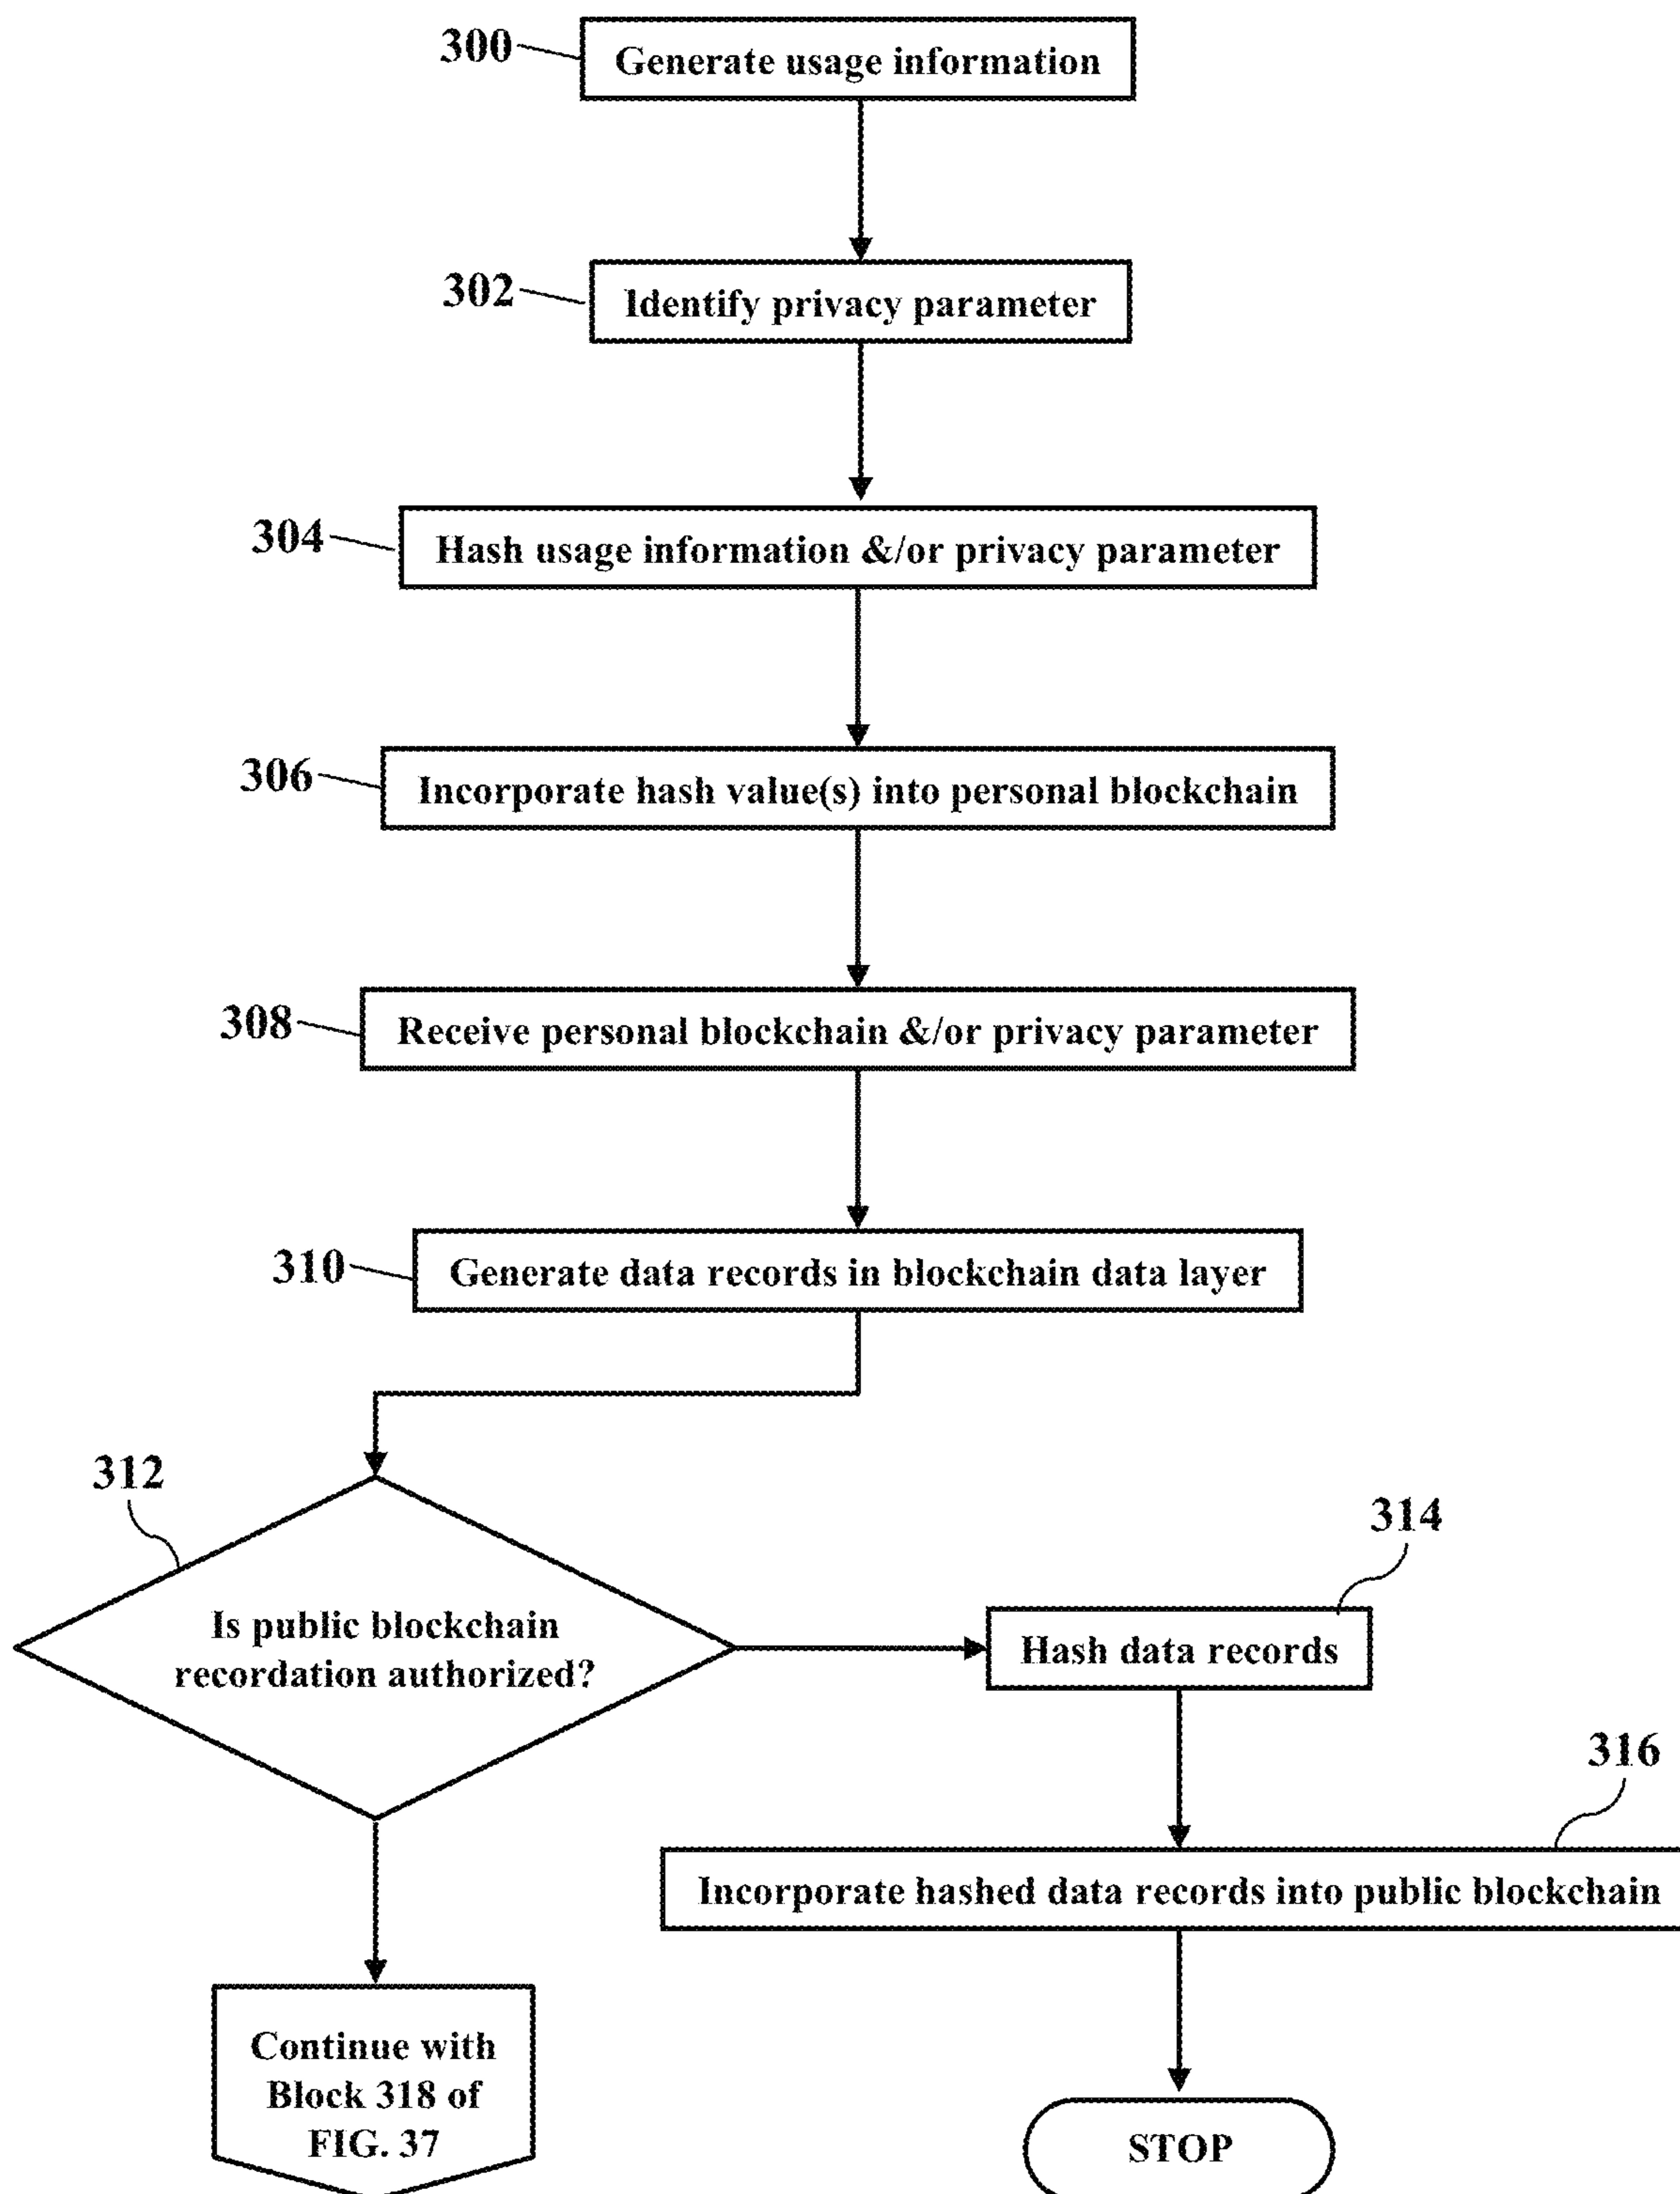 300
Generate usage information
302
Identify privacy parameter
304
Hash usage information &/or privacy parameter
306
Incorporate hash value(s) into personal blockchain
308
Receive personal blockchain &/or privacy parameter
310
Generate data records in blockchain data layer
312
Is public blockchain
recordation authorized?
314
Hash data records
316
Incorporate hashed data records into public blockchain
Continue with
Block 318 of
FIG. 37
STOP